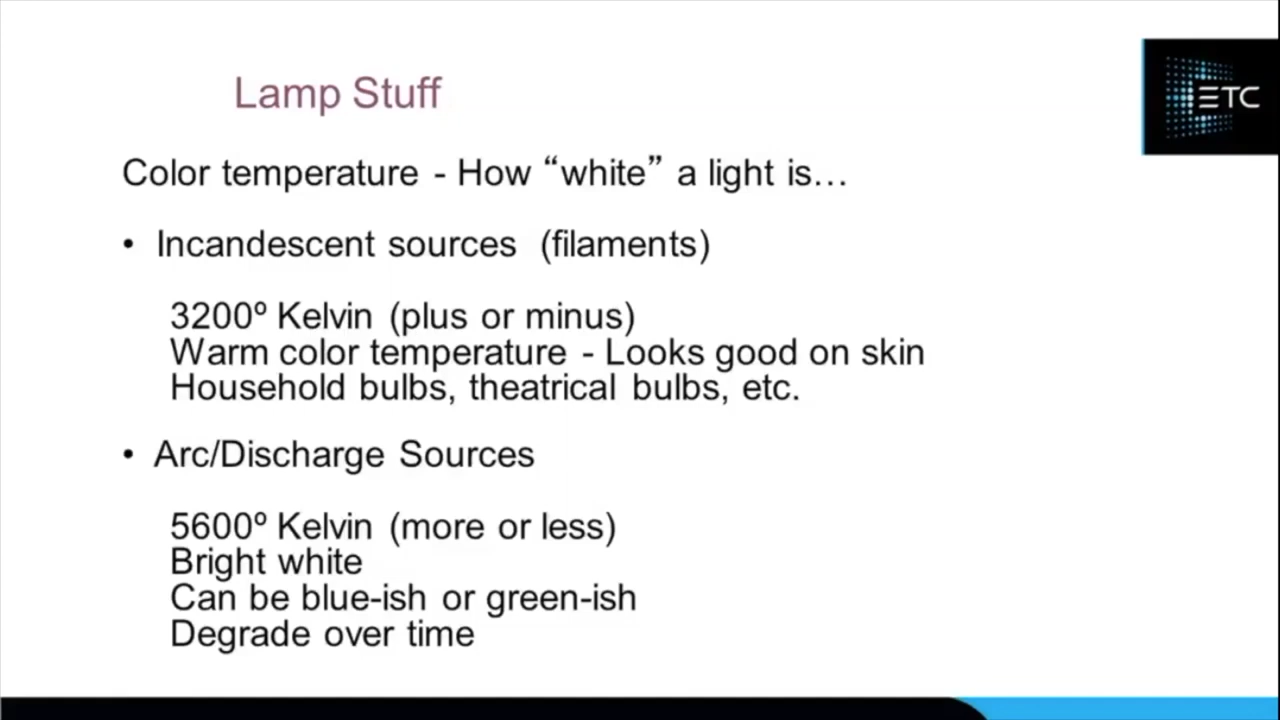 Lamp Stuff
ETC
Color temperature - How “white” a light is…
• Incandescent sources (filaments)
3200º Kelvin (plus or minus)
Warm color temperature - Looks good on skin
Household bulbs, theatrical bulbs, etc.
• Arc/Discharge Sources
5600º Kelvin (more or less)
Bright white
Can be blue-ish or green-ish
Degrade over time